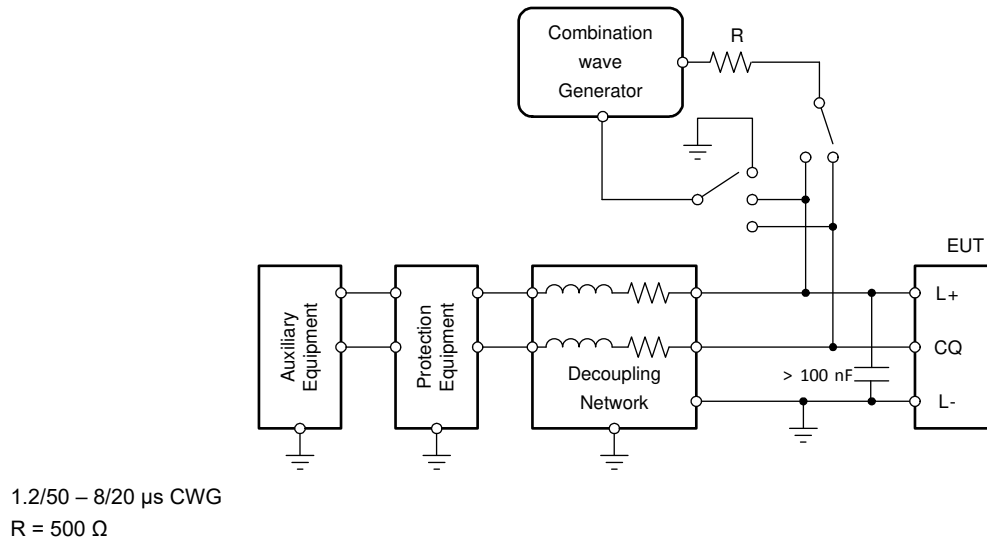 Combination
wave
Generator
R
EUT
L+
CQ
L-
Auxiliary
Equipment
Protection
Equipment
Decoupling
Network
> 100 nF
1.2/50 – 8/20 μs CWG
R = 500 Ω